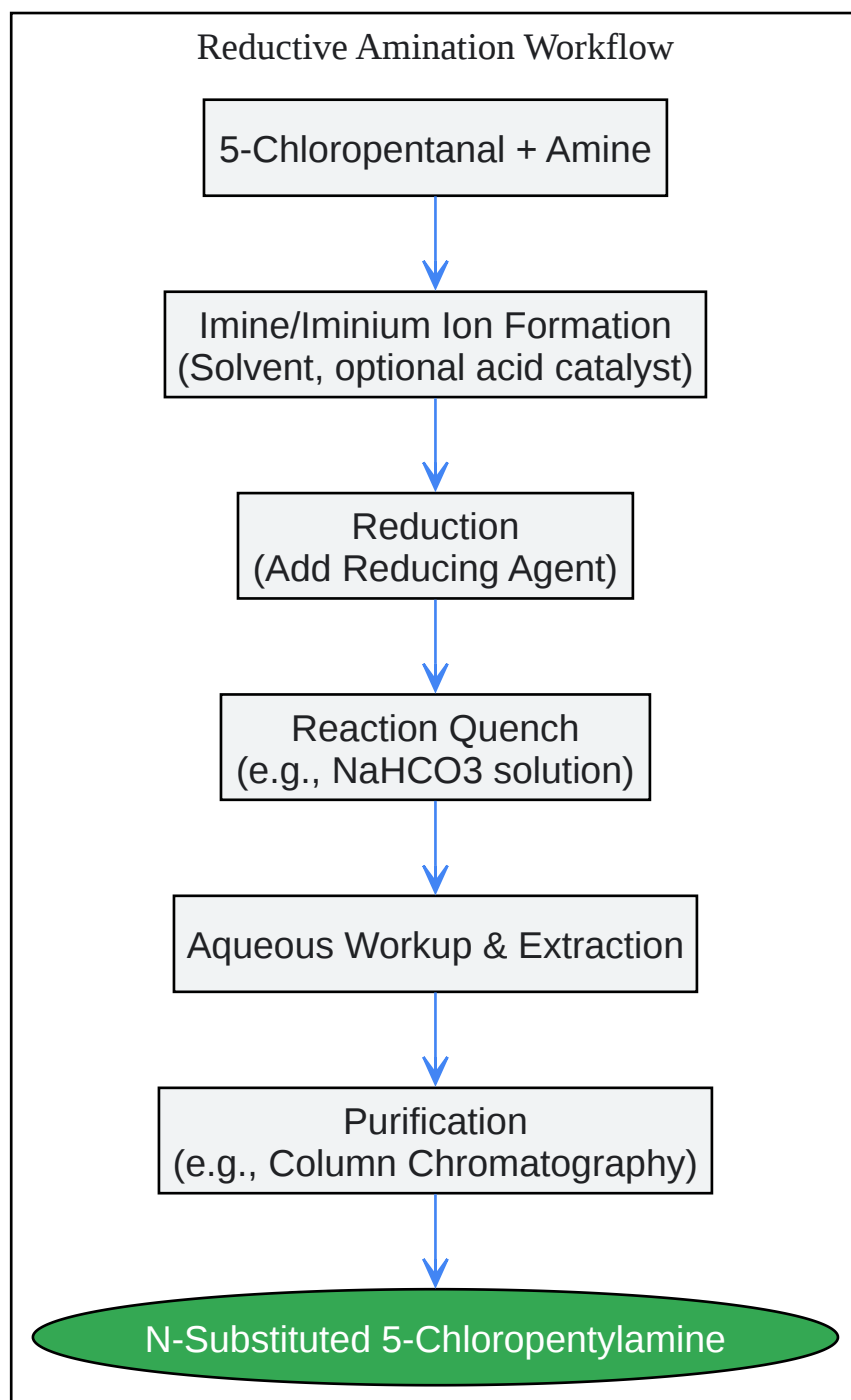 Reductive Amination Workflow
5-Chloropentanal + Amine
Imine/Iminium Ion Formation
(Solvent, optional acid catalyst)
Reduction
(Add Reducing Agent)
Reaction Quench
(e.g., NaHCO3 solution)
Aqueous Workup & Extraction
Purification
(e.g., Column Chromatography)
N-Substituted 5-Chloropentylamine